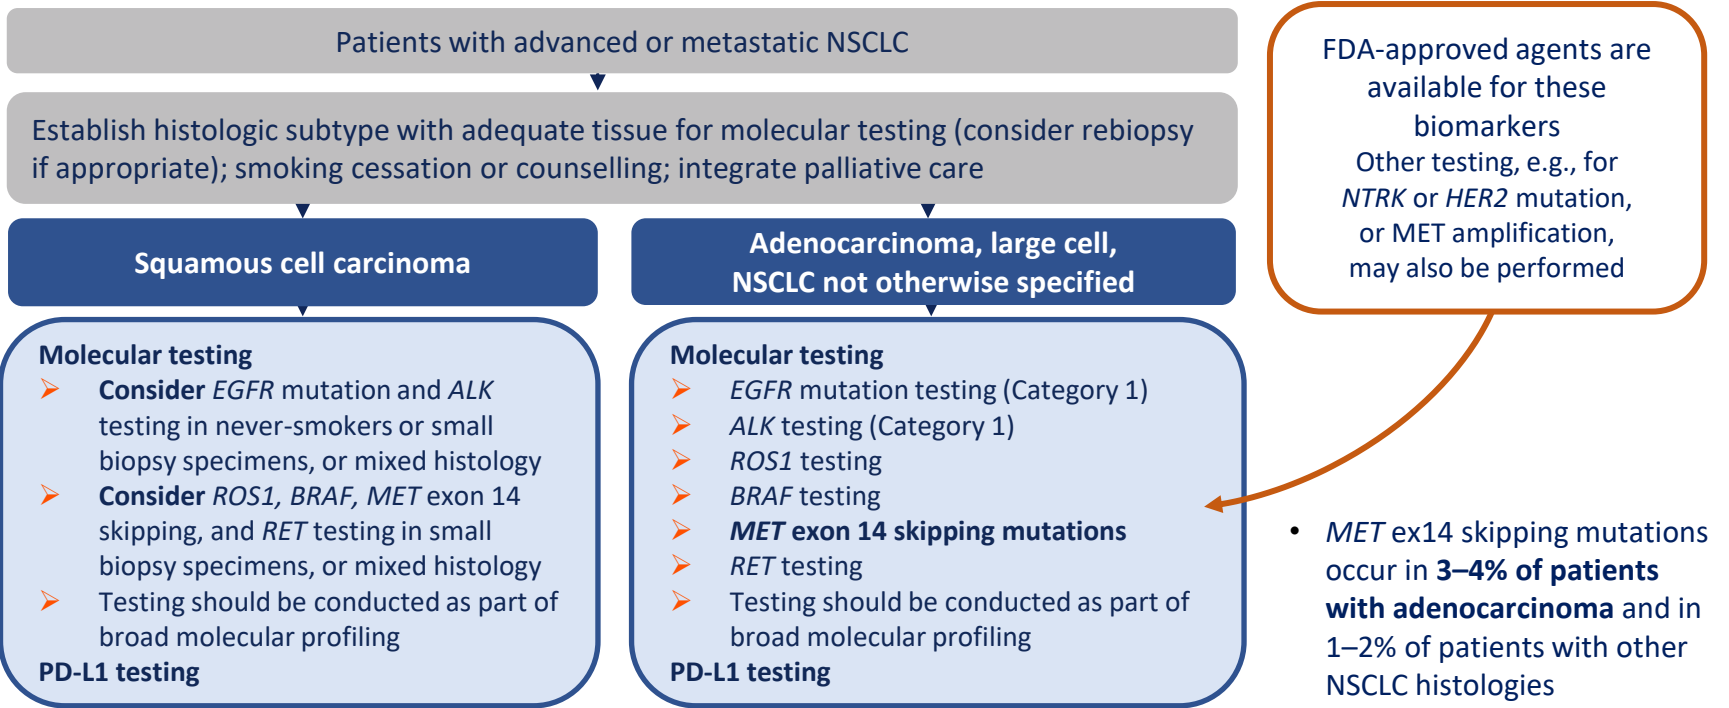 Patients with advanced or metastatic NSCLC
Establish histologic subtype with adequate tissue for molecular testing (consider rebiopsy
if appropriate); smoking cessation or counselling; integrate palliative care
Squamous cell carcinoma
Molecular testing
➤ Consider EGFR mutation and ALK
testing in never-smokers or small
biopsy specimens, or mixed histology
➤ Consider ROS1, BRAF, MET exon 14
skipping, and RET testing in small
biopsy specimens, or mixed histology
➤ Testing should be conducted as part of
broad molecular profiling
PD-L1 testing
Adenocarcinoma, large cell,
NSCLC not otherwise specified
Molecular testing
➤ EGFR mutation testing (Category 1)
➤ ALK testing (Category 1)
➤ ROS1 testing
➤ BRAF testing
➤ MET exon 14 skipping mutations
➤ RET testing
➤ Testing should be conducted as part of
broad molecular profiling
PD-L1 testing
FDA-approved agents are
available for these
biomarkers
Other testing, e.g., for
NTRK or HER2 mutation,
or MET amplification,
may also be performed
• MET ex14 skipping mutations
occur in 3–4% of patients
with adenocarcinoma and in
1–2% of patients with other
NSCLC histologies